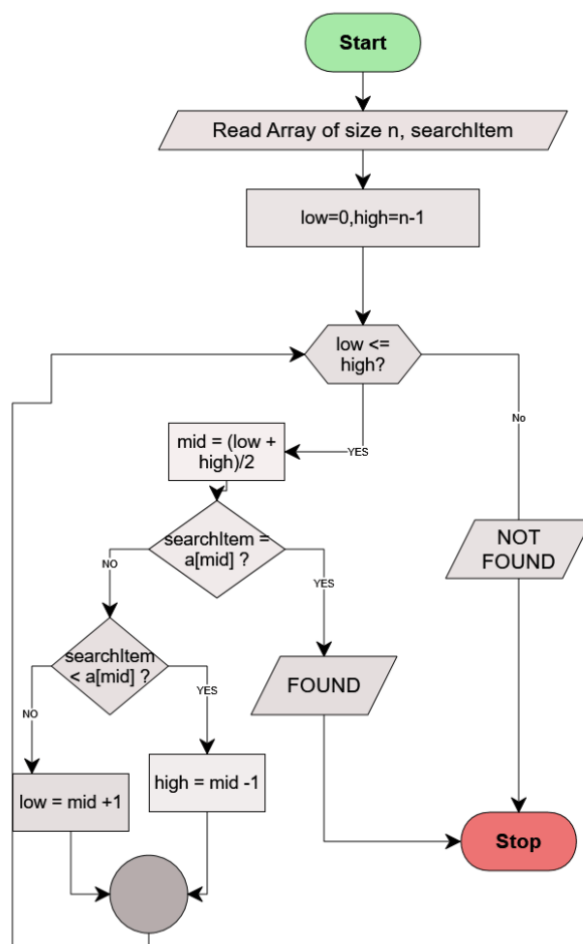 Start
Read Array of size n, searchItem
low=0,high=n-1
low <=
high?
No
YES
mid = (low +
high)/2
searchItem =
a[mid] ?
NO
YES
NOT
FOUND
searchItem
< a[mid] ?
NO
YES
FOUND
low = mid +1
high = mid -1
Stop